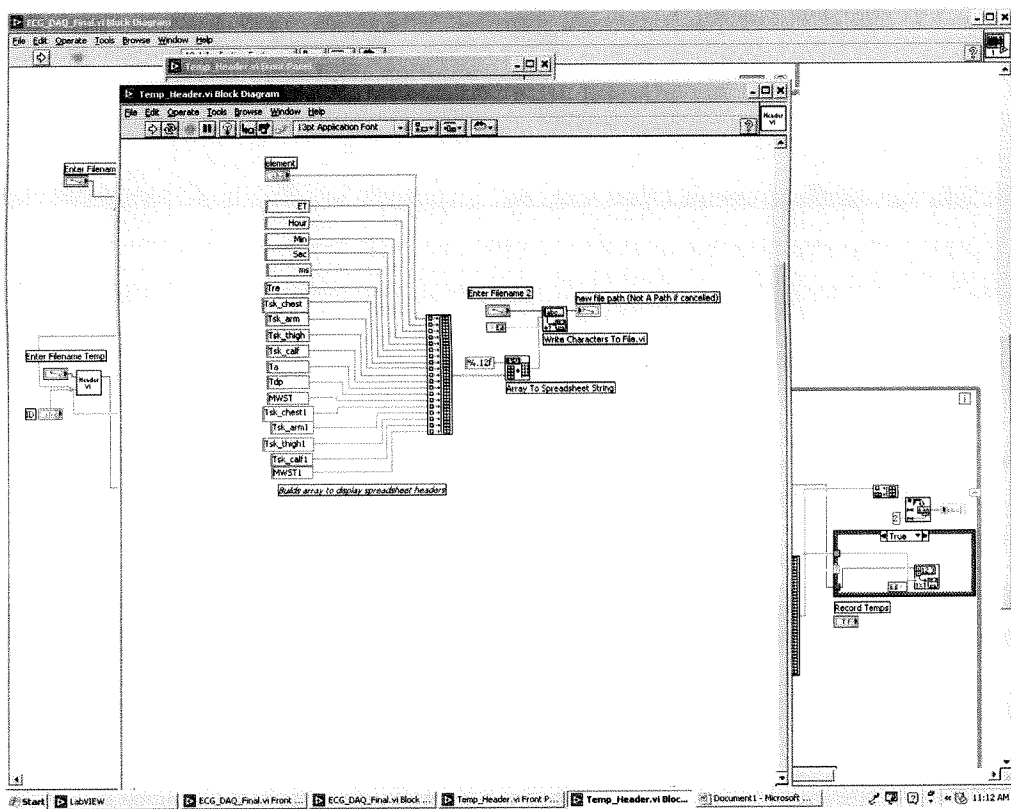 ECG_DAQ_Final.vi Block Diagram
File Edit Operate Tools Browse Window Help
Temp_Header.vi Front Panel
Temp_Header.vi Block Diagram
File Edit Operate Tools Browse Window Help
13pt Application Font
Header VI
element
Enter Filenam
ET
Hour
Min
Sec
ms
Tre
Tsk_chest
Tsk_arm
Tsk_thigh
Tsk_calf
Ta
Tdp
MWST
Tsk_chest1
Tsk_arm1
Tsk_thigh1
Tsk_calf1
MWST1
Builds array to display spreadsheet headers
Enter Filename 2
new file path (Not A Path if cancelled)
abc
Write Characters To File.vi
%.12f
Array To Spreadsheet String
Enter Filename Temp
Header VI
ID
i
True
Record Temps
TF
Start
LabVIEW
ECG_DAQ_Final.vi Front ...
ECG_DAQ_Final.vi Block ...
Temp_Header.vi Front P...
Temp_Header.vi Bloc...
Document1 - Microsoft ...
11:12 AM